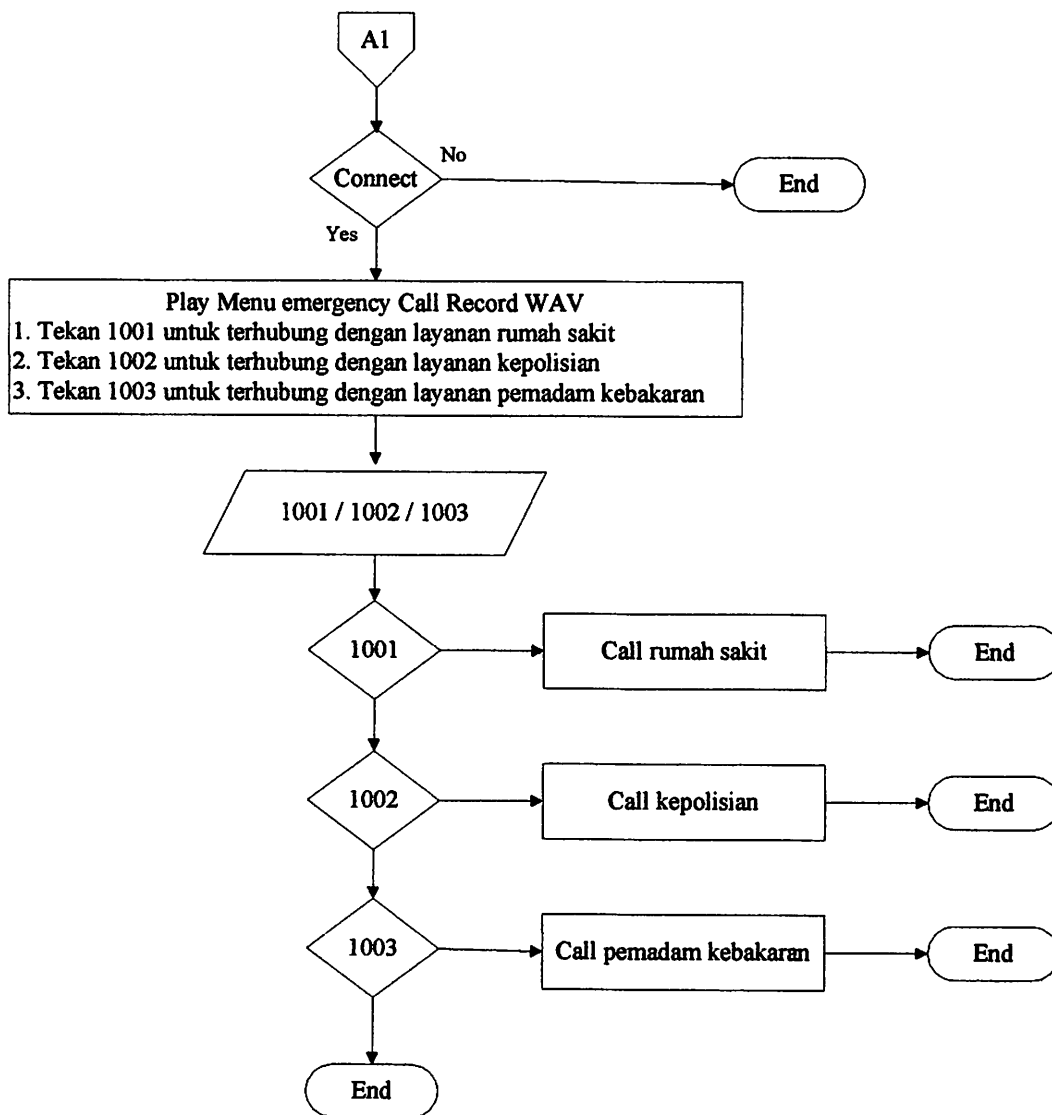 A1
Connect
No
End
Yes
Play Menu emergency Call Record WAV
1. Tekan 1001 untuk terhubung dengan layanan rumah sakit
2. Tekan 1002 untuk terhubung dengan layanan kepolisian
3. Tekan 1003 untuk terhubung dengan layanan pemadam kebakaran
1001 / 1002 / 1003
1001
Call rumah sakit
End
1002
Call kepolisian
End
1003
Call pemadam kebakaran
End
End